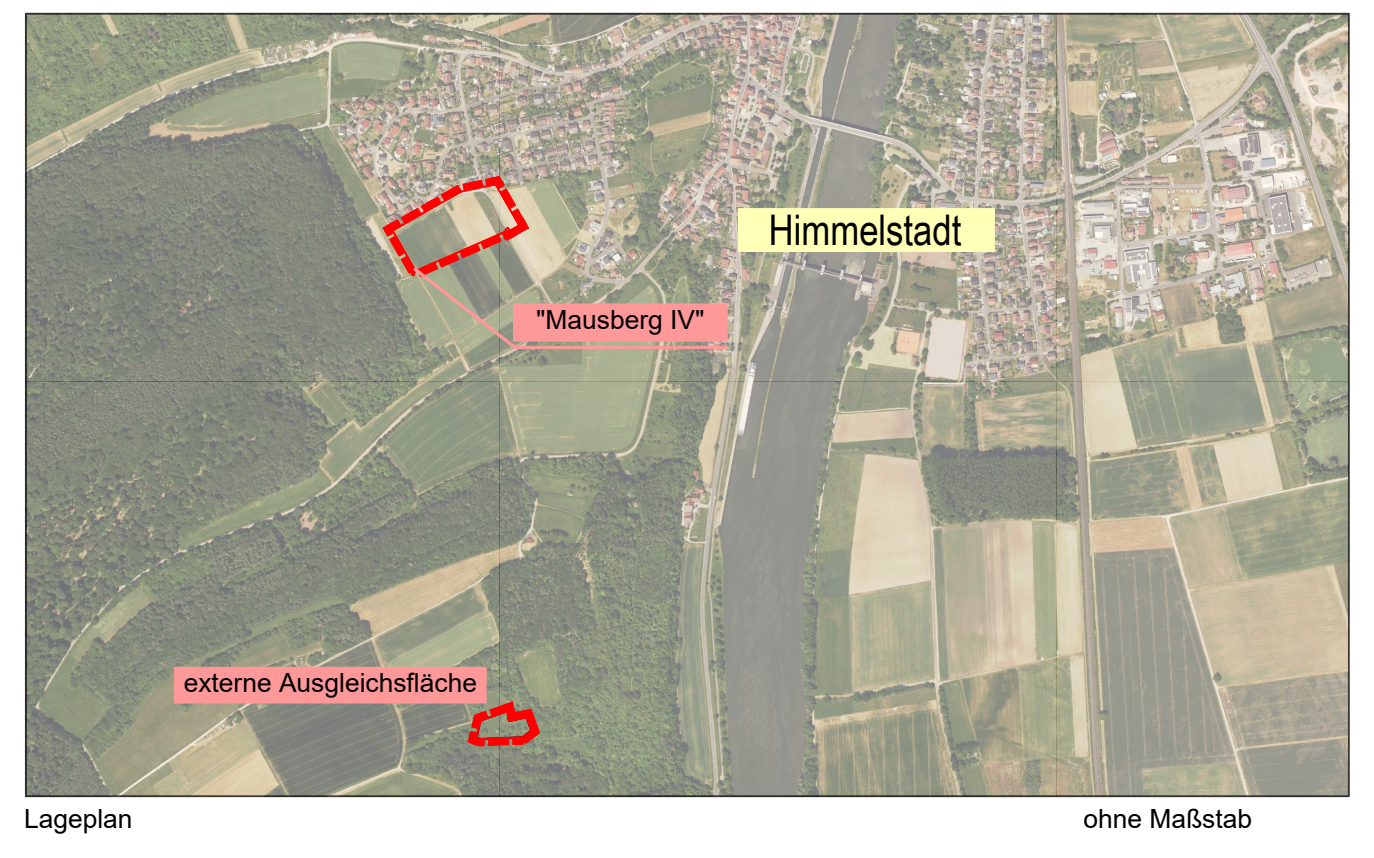 Himmelstadt
"Mausberg IV"
externe Ausgleichsfläche
Lageplan
ohne Maßstab